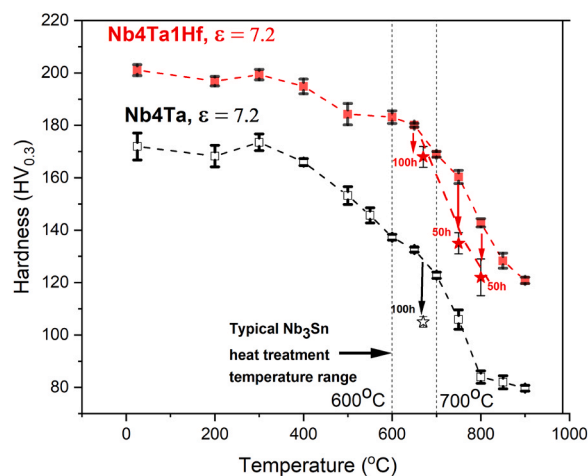 Nb4Ta1Hf, ε = 7.2
Nb4Ta, ε = 7.2
220
200
180
160
140
120
100
80
Hardness (HV0.3)
100h
50h
50h
100h
Typical Nb3Sn
heat treatment
temperature range
600°C
700°C
0
200
400
600
800
1000
Temperature (°C)